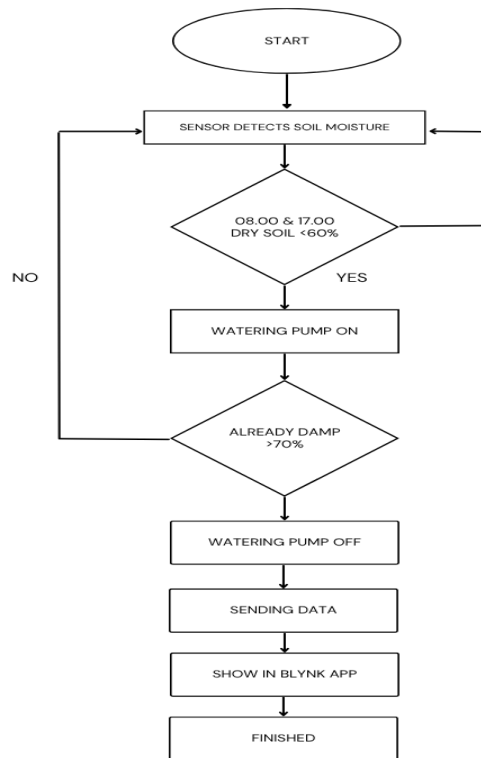 START
SENSOR DETECTS SOIL MOISTURE
08.00 & 17.00
DRY SOIL <60%
NO
YES
WATERING PUMP ON
ALREADY DAMP
>70%
WATERING PUMP OFF
SENDING DATA
SHOW IN BLYNK APP
FINISHED